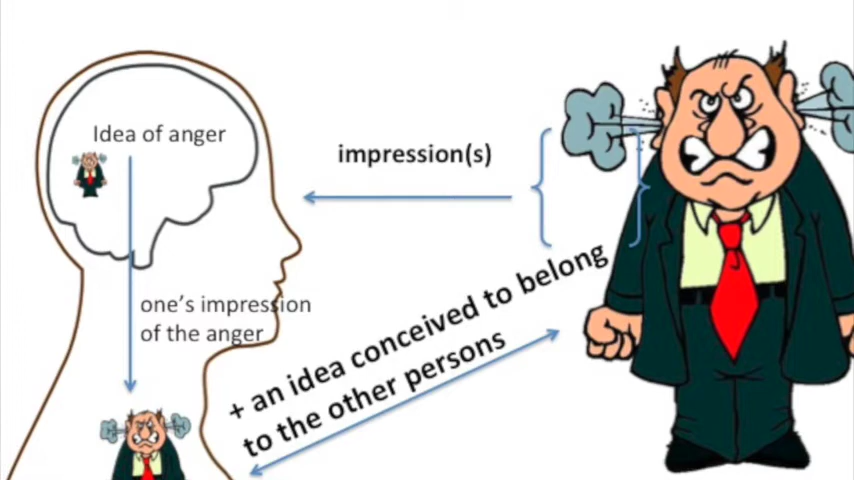 Idea of anger
impression(s)
one's impression
of the anger
+ an idea conceived to belong
to the other persons